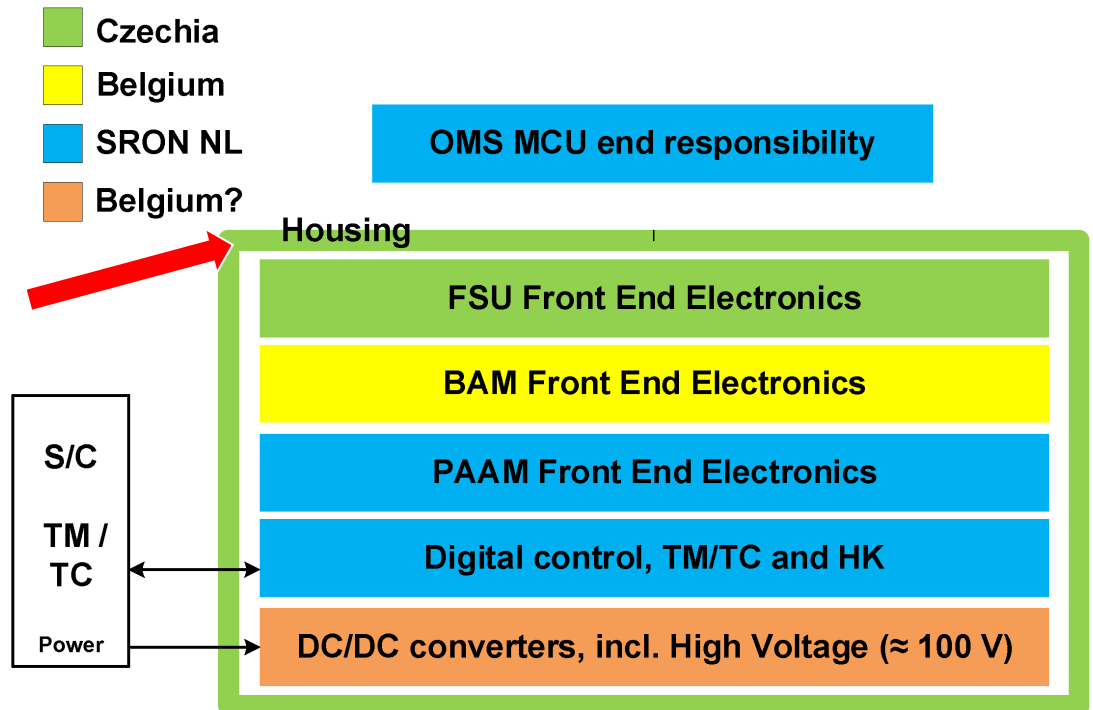 Czechia
Belgium
SRON NL
Belgium?
OMS MCU end responsibility
Housing
FSU Front End Electronics
BAM Front End Electronics
PAAM Front End Electronics
Digital control, TM/TC and HK
DC/DC converters, incl. High Voltage (≈ 100 V)
S/C
TM /
TC
Power